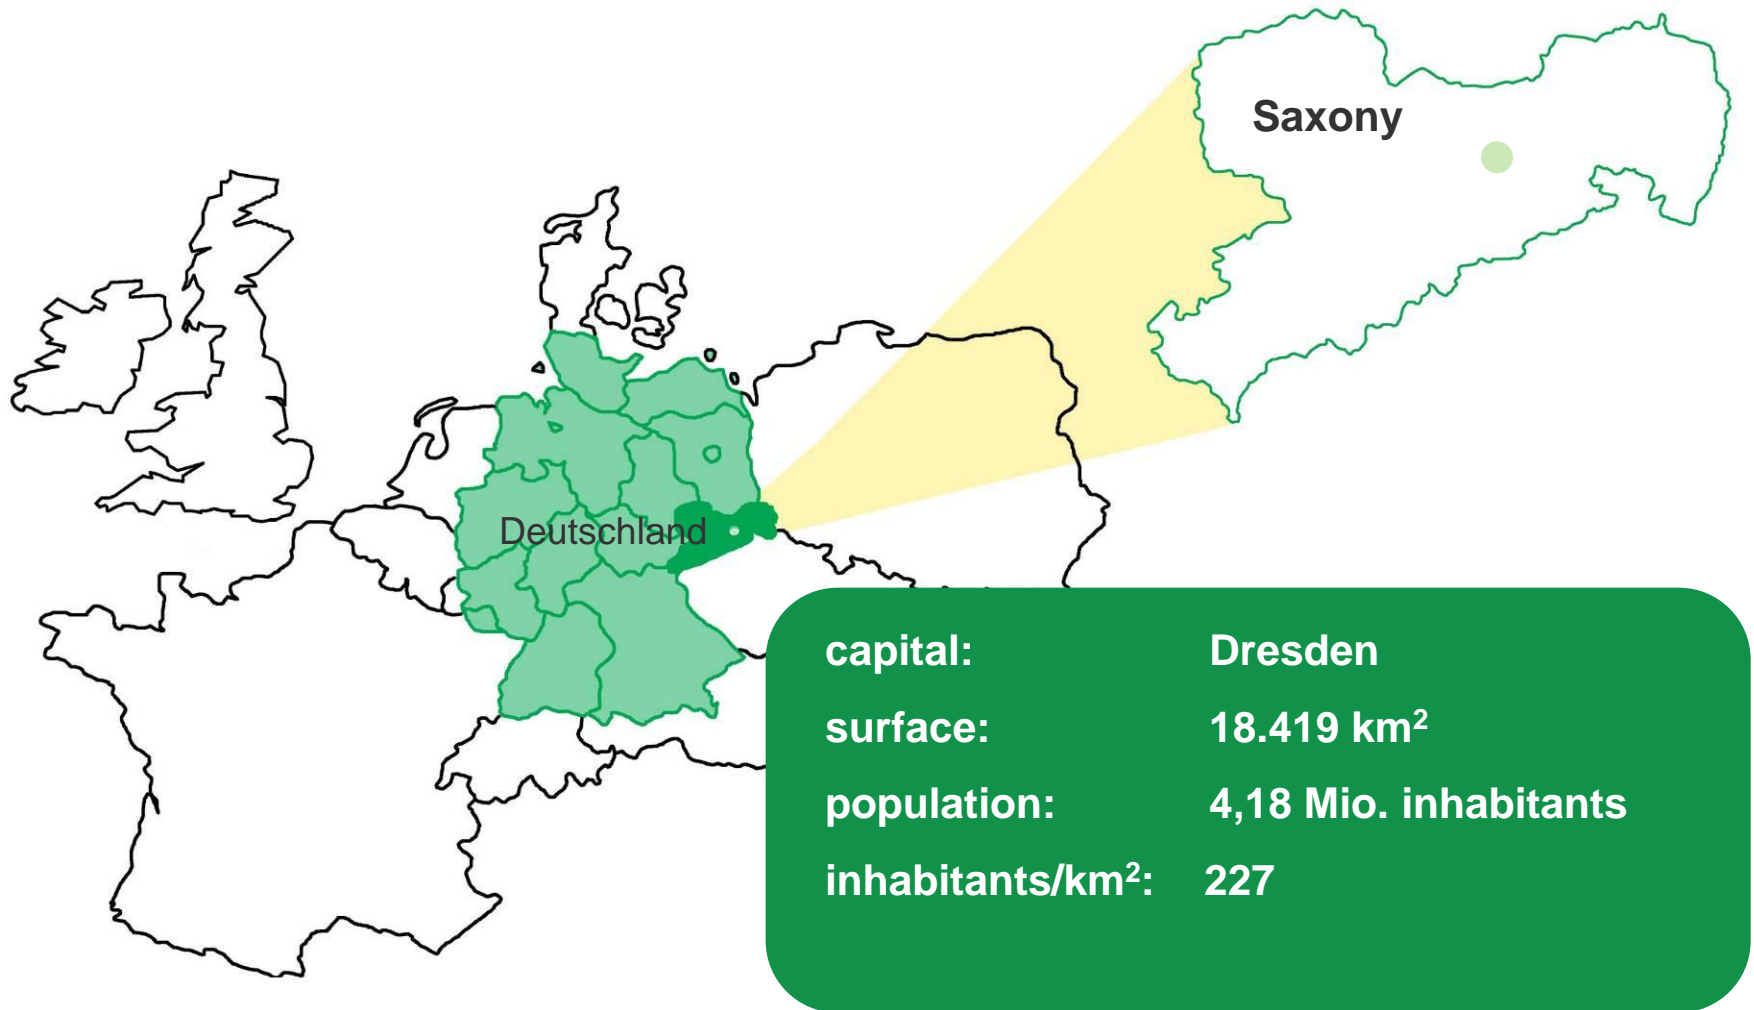 Saxony
Deutschland
capital: Dresden
surface: 18.419 km²
population: 4,18 Mio. inhabitants
inhabitants/km²: 227